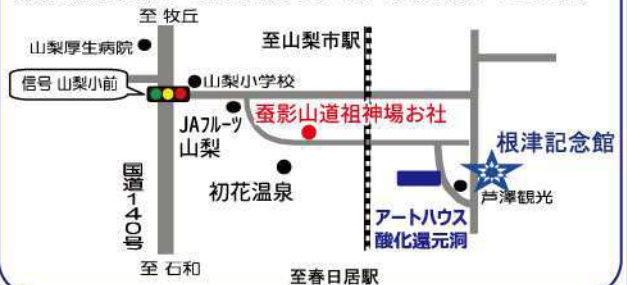 至 牧丘
山梨厚生病院
至山梨市駅
信号 山梨小前
山梨小学校
JAフルーツ
山梨
蚕影山道祖神場お社
根津記念館
初花温泉
国道140号
芦澤観光
アートハウス
酸化還元洞
至 石和
至春日居駅